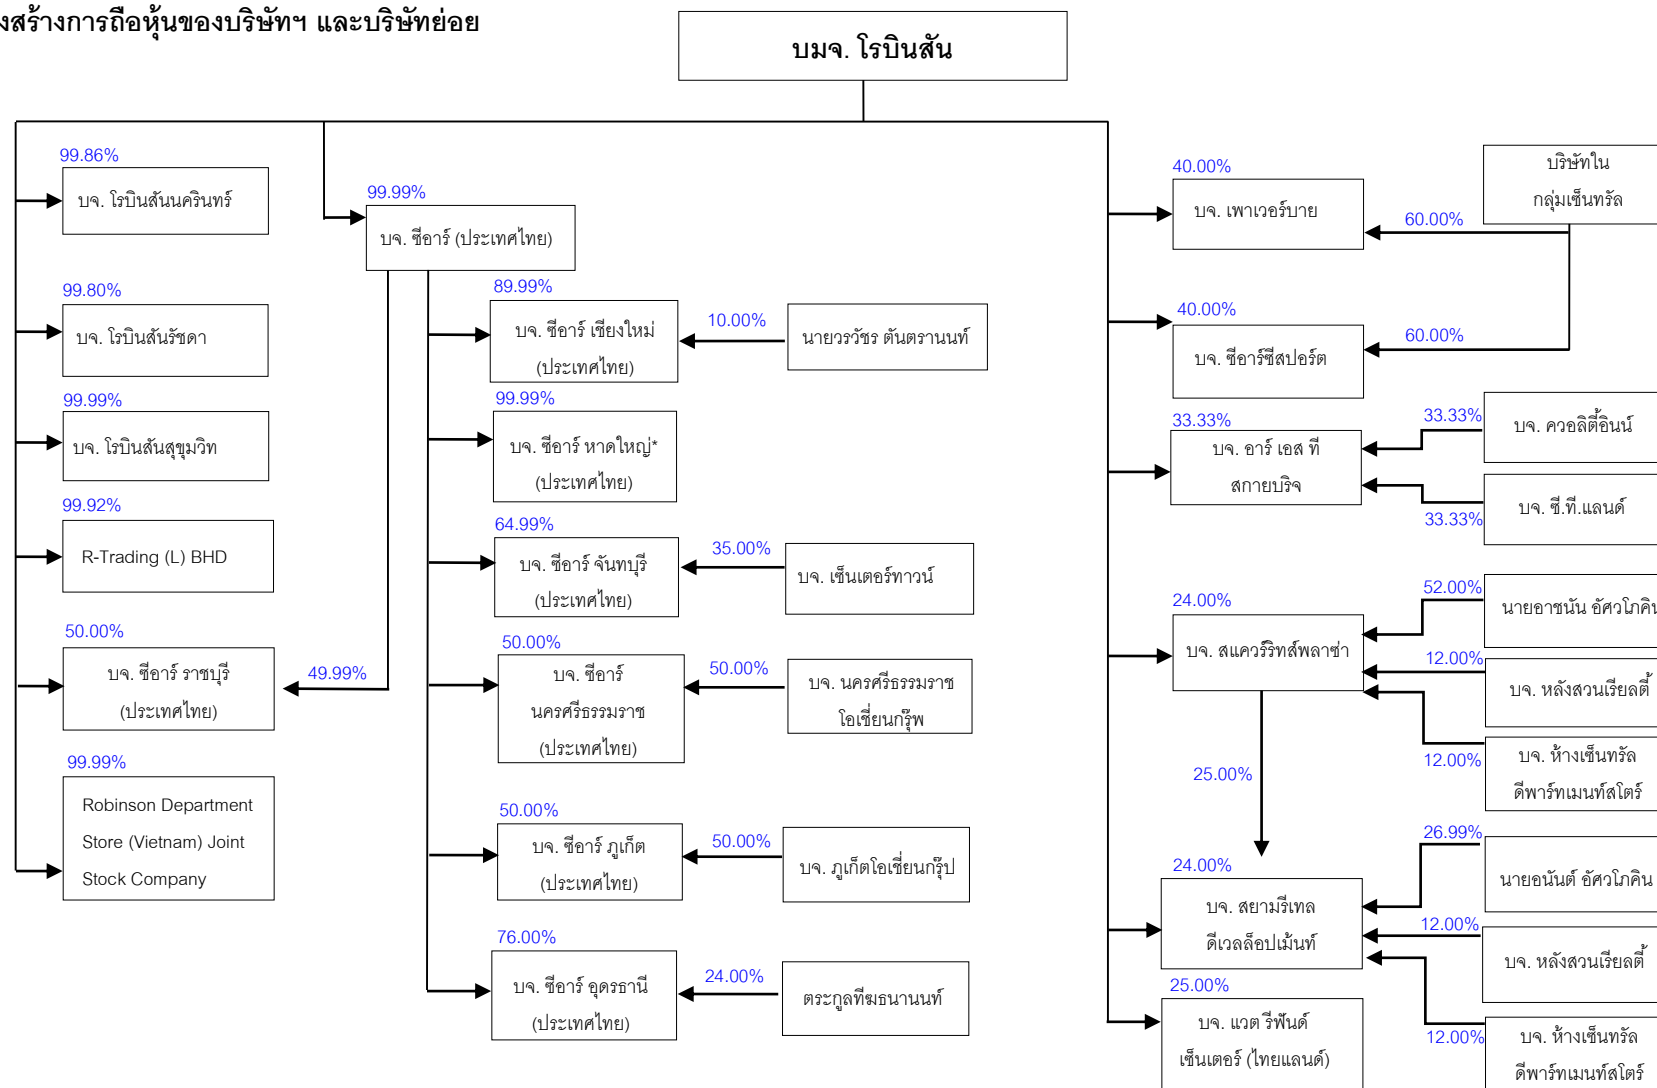 งสร้างการถือหุ้นของบริษัทฯ และบริษัทย่อย
บมจ. โรบินสัน
99.86%
บจ. โรบินสันนครินทร์
99.80%
บจ. โรบินสันรัชดา
99.99%
บจ. โรบินสันสุขุมวิท
99.92%
R-Trading (L) BHD
50.00%
บจ. ซีอาร์ ราชบุรี
(ประเทศไทย)
49.99%
99.99%
Robinson Department
Store (Vietnam) Joint
Stock Company
99.99%
บจ. ซีอาร์ (ประเทศไทย)
89.99%
บจ. ซีอาร์ เชียงใหม่
(ประเทศไทย)
10.00%
นายวรวัชร ตันตรานนท์
99.99%
บจ. ซีอาร์ หาดใหญ่*
(ประเทศไทย)
64.99%
บจ. ซีอาร์ จันทบุรี
(ประเทศไทย)
35.00%
บจ. เซ็นเตอร์ทาวน์
50.00%
บจ. ซีอาร์
นครศรีธรรมราช
(ประเทศไทย)
50.00%
บจ. นครศรีธรรมราช
โอเชี่ยนกรุ๊พ
50.00%
บจ. ซีอาร์ ภูเก็ต
(ประเทศไทย)
50.00%
บจ. ภูเก็ตโอเชี่ยนกรุ๊ป
76.00%
บจ. ซีอาร์ อุดรธานี
(ประเทศไทย)
24.00%
ตระกูลทีฆธนานนท์
40.00%
บจ. เพาเวอร์บาย
60.00%
บริษัทใน
กลุ่มเซ็นทรัล
40.00%
บจ. ซีอาร์ซีสปอร์ต
60.00%
33.33%
บจ. อาร์ เอส ที
สกายบริจ
33.33%
บจ. ควอลิตี้อินน์
33.33%
บจ. ซี.ที.แลนด์
24.00%
บจ. สแควร์ริทส์พลาซ่า
52.00%
นายอาชนัน อัศวโภคิน
12.00%
บจ. หลังสวนเรียลตี้
12.00%
บจ. ห้างเซ็นทรัล
ดีพาร์ทเมนท์สโตร์
25.00%
24.00%
บจ. สยามรีเทล
ดีเวลล็อปเม้นท์
26.99%
นายอนันต์ อัศวโภคิน
12.00%
บจ. หลังสวนเรียลตี้
12.00%
บจ. ห้างเซ็นทรัล
ดีพาร์ทเมนท์สโตร์
25.00%
บจ. แวต รีฟันด์
เซ็นเตอร์ (ไทยแลนด์)